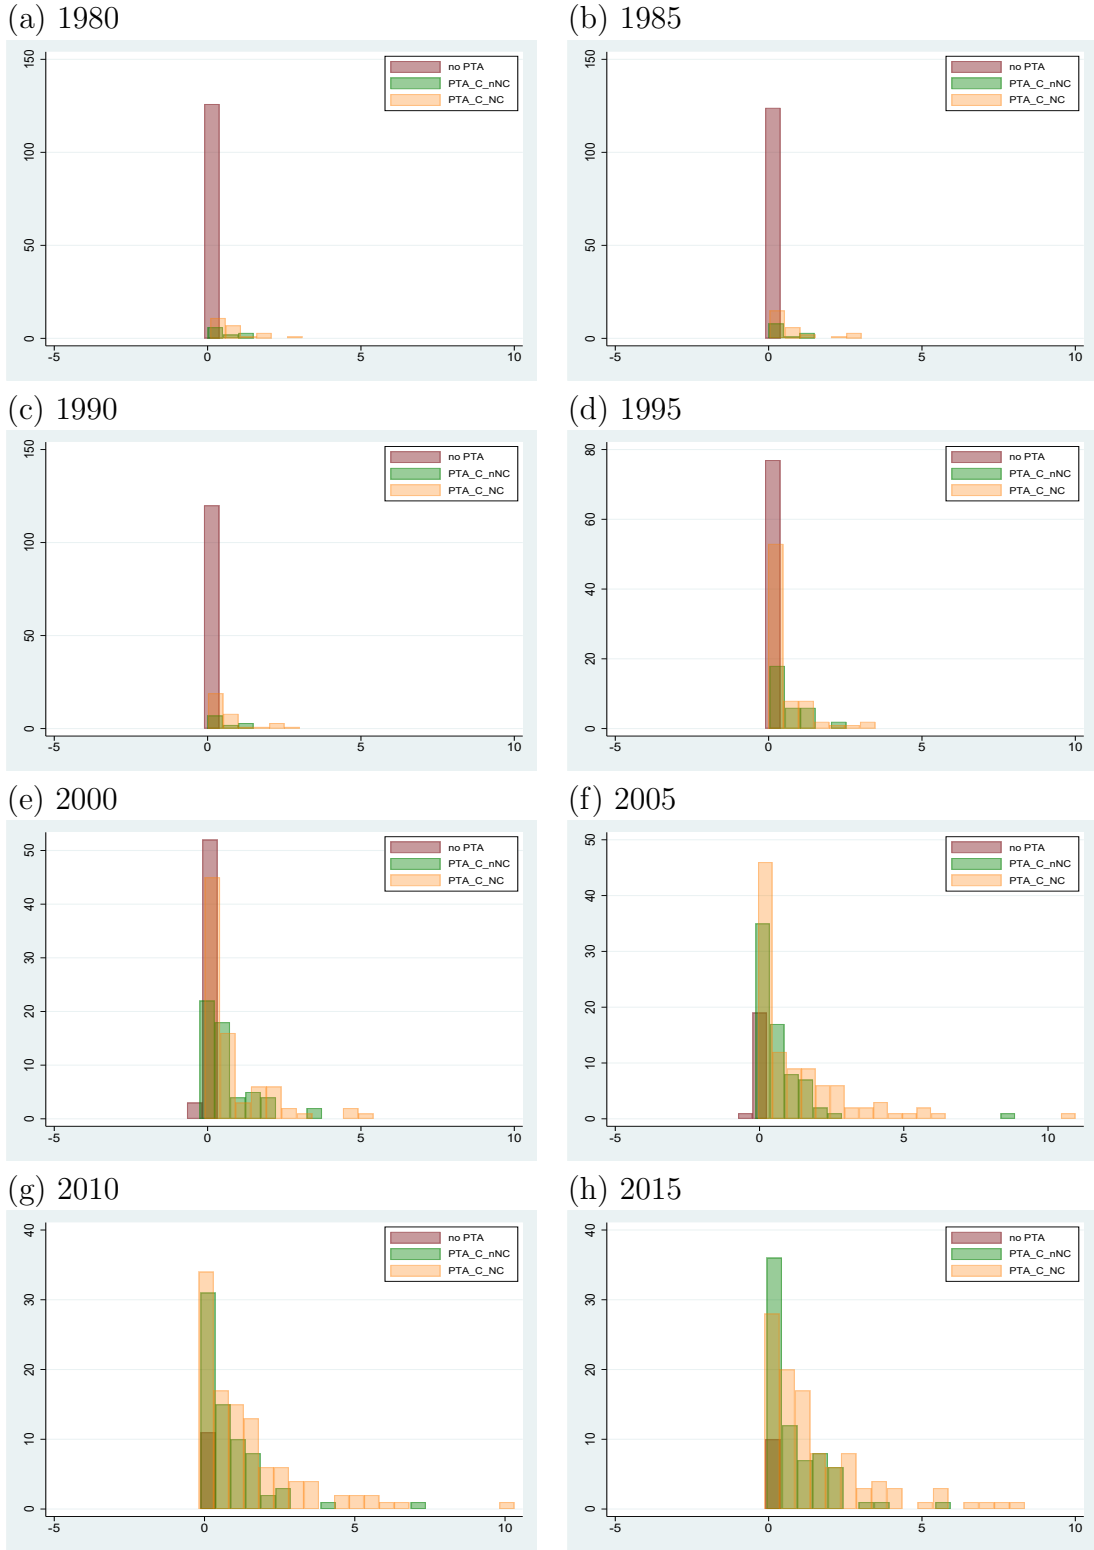 (a) 1980
150
100
50
0
-5 0 5 10
no PTA
PTA_C_nNC
PTA_C_NC
(b) 1985
150
100
50
0
-5 0 5 10
no PTA
PTA_C_nNC
PTA_C_NC
(c) 1990
150
100
50
0
-5 0 5 10
no PTA
PTA_C_nNC
PTA_C_NC
(d) 1995
80
60
40
20
0
-5 0 5 10
no PTA
PTA_C_nNC
PTA_C_NC
(e) 2000
50
40
30
20
10
0
-5 0 5 10
no PTA
PTA_C_nNC
PTA_C_NC
(f) 2005
50
40
30
20
10
0
-5 0 5 10
no PTA
PTA_C_nNC
PTA_C_NC
(g) 2010
40
30
20
10
0
-5 0 5 10
no PTA
PTA_C_nNC
PTA_C_NC
(h) 2015
40
30
20
10
0
-5 0 5 10
no PTA
PTA_C_nNC
PTA_C_NC